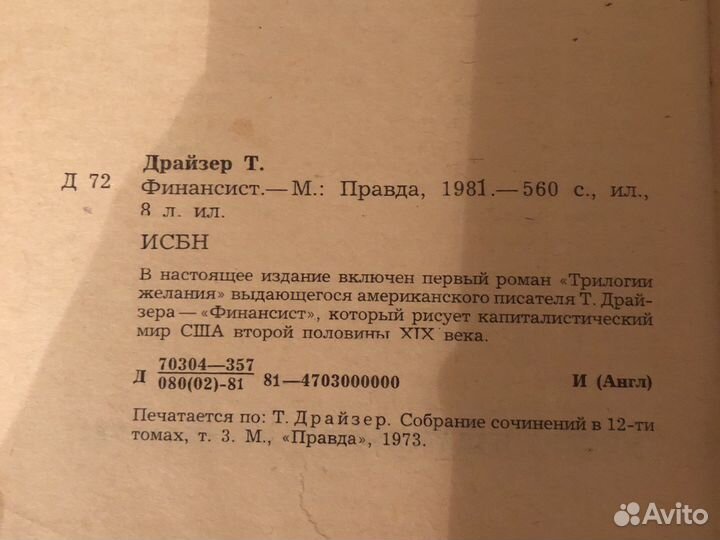 Драйзер Т.
Д 72
Финансист.— М.: Правда, 1981.— 560 с., ил.,
8 л. ил.
ИСБН
В настоящее издание включен первый роман «Трилогии
желания» выдающегося американского писателя Т. Драй-
зера — «Финансист», который рисует капиталистический
мир США второй половины XIX века.
Д 70304—357
080(02)-81 81—4703000000 И (Англ)
Печатается по: Т. Драйзер. Собрание сочинений в 12-ти
томах, т. 3. М., «Правда», 1973.
Avito